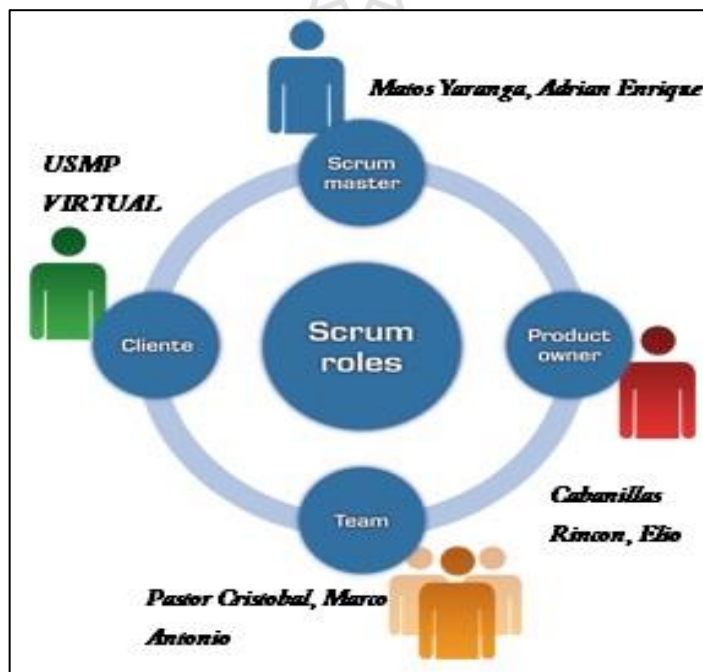 Matos Yaranga, Adrian Enrique
Scrum
master
USMP
VIRTUAL
Cliente
Scrum
roles
Product
owner
Team
Cabanillas
Rincon, Elio
Pastor Cristobal, Marco
Antonio